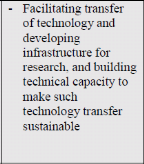 - Facilitating transfer
of technology and
developing
infrastructure for
research, and building
technical capacity to
make such
technology transfer
sustainable